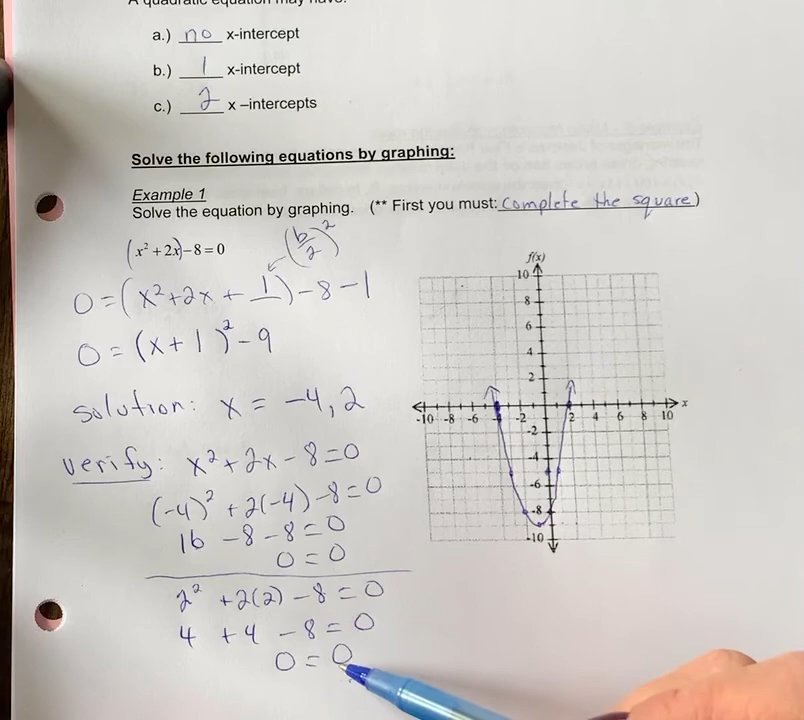 A quadratic equation may have:
a.) no x-intercept
b.) 1 x-intercept
c.) 2 x –intercepts
Solve the following equations by graphing:
Example 1
Solve the equation by graphing. (** First you must: Complete the square)
(x² + 2x) – 8 = 0 (b/2)²
0 = (x² + 2x + 1) – 8 – 1
0 = (x + 1)² – 9
solution: x = –4, 2
verify: x² + 2x – 8 = 0
(–4)² + 2(–4) – 8 = 0
16 – 8 – 8 = 0
0 = 0
2² + 2(2) – 8 = 0
4 + 4 – 8 = 0
0 = 0
f(x)
10
8
6
4
2
x
-10 -8 -6 -2 2 4 6 8 10
-2
-4
-6
-8
-10